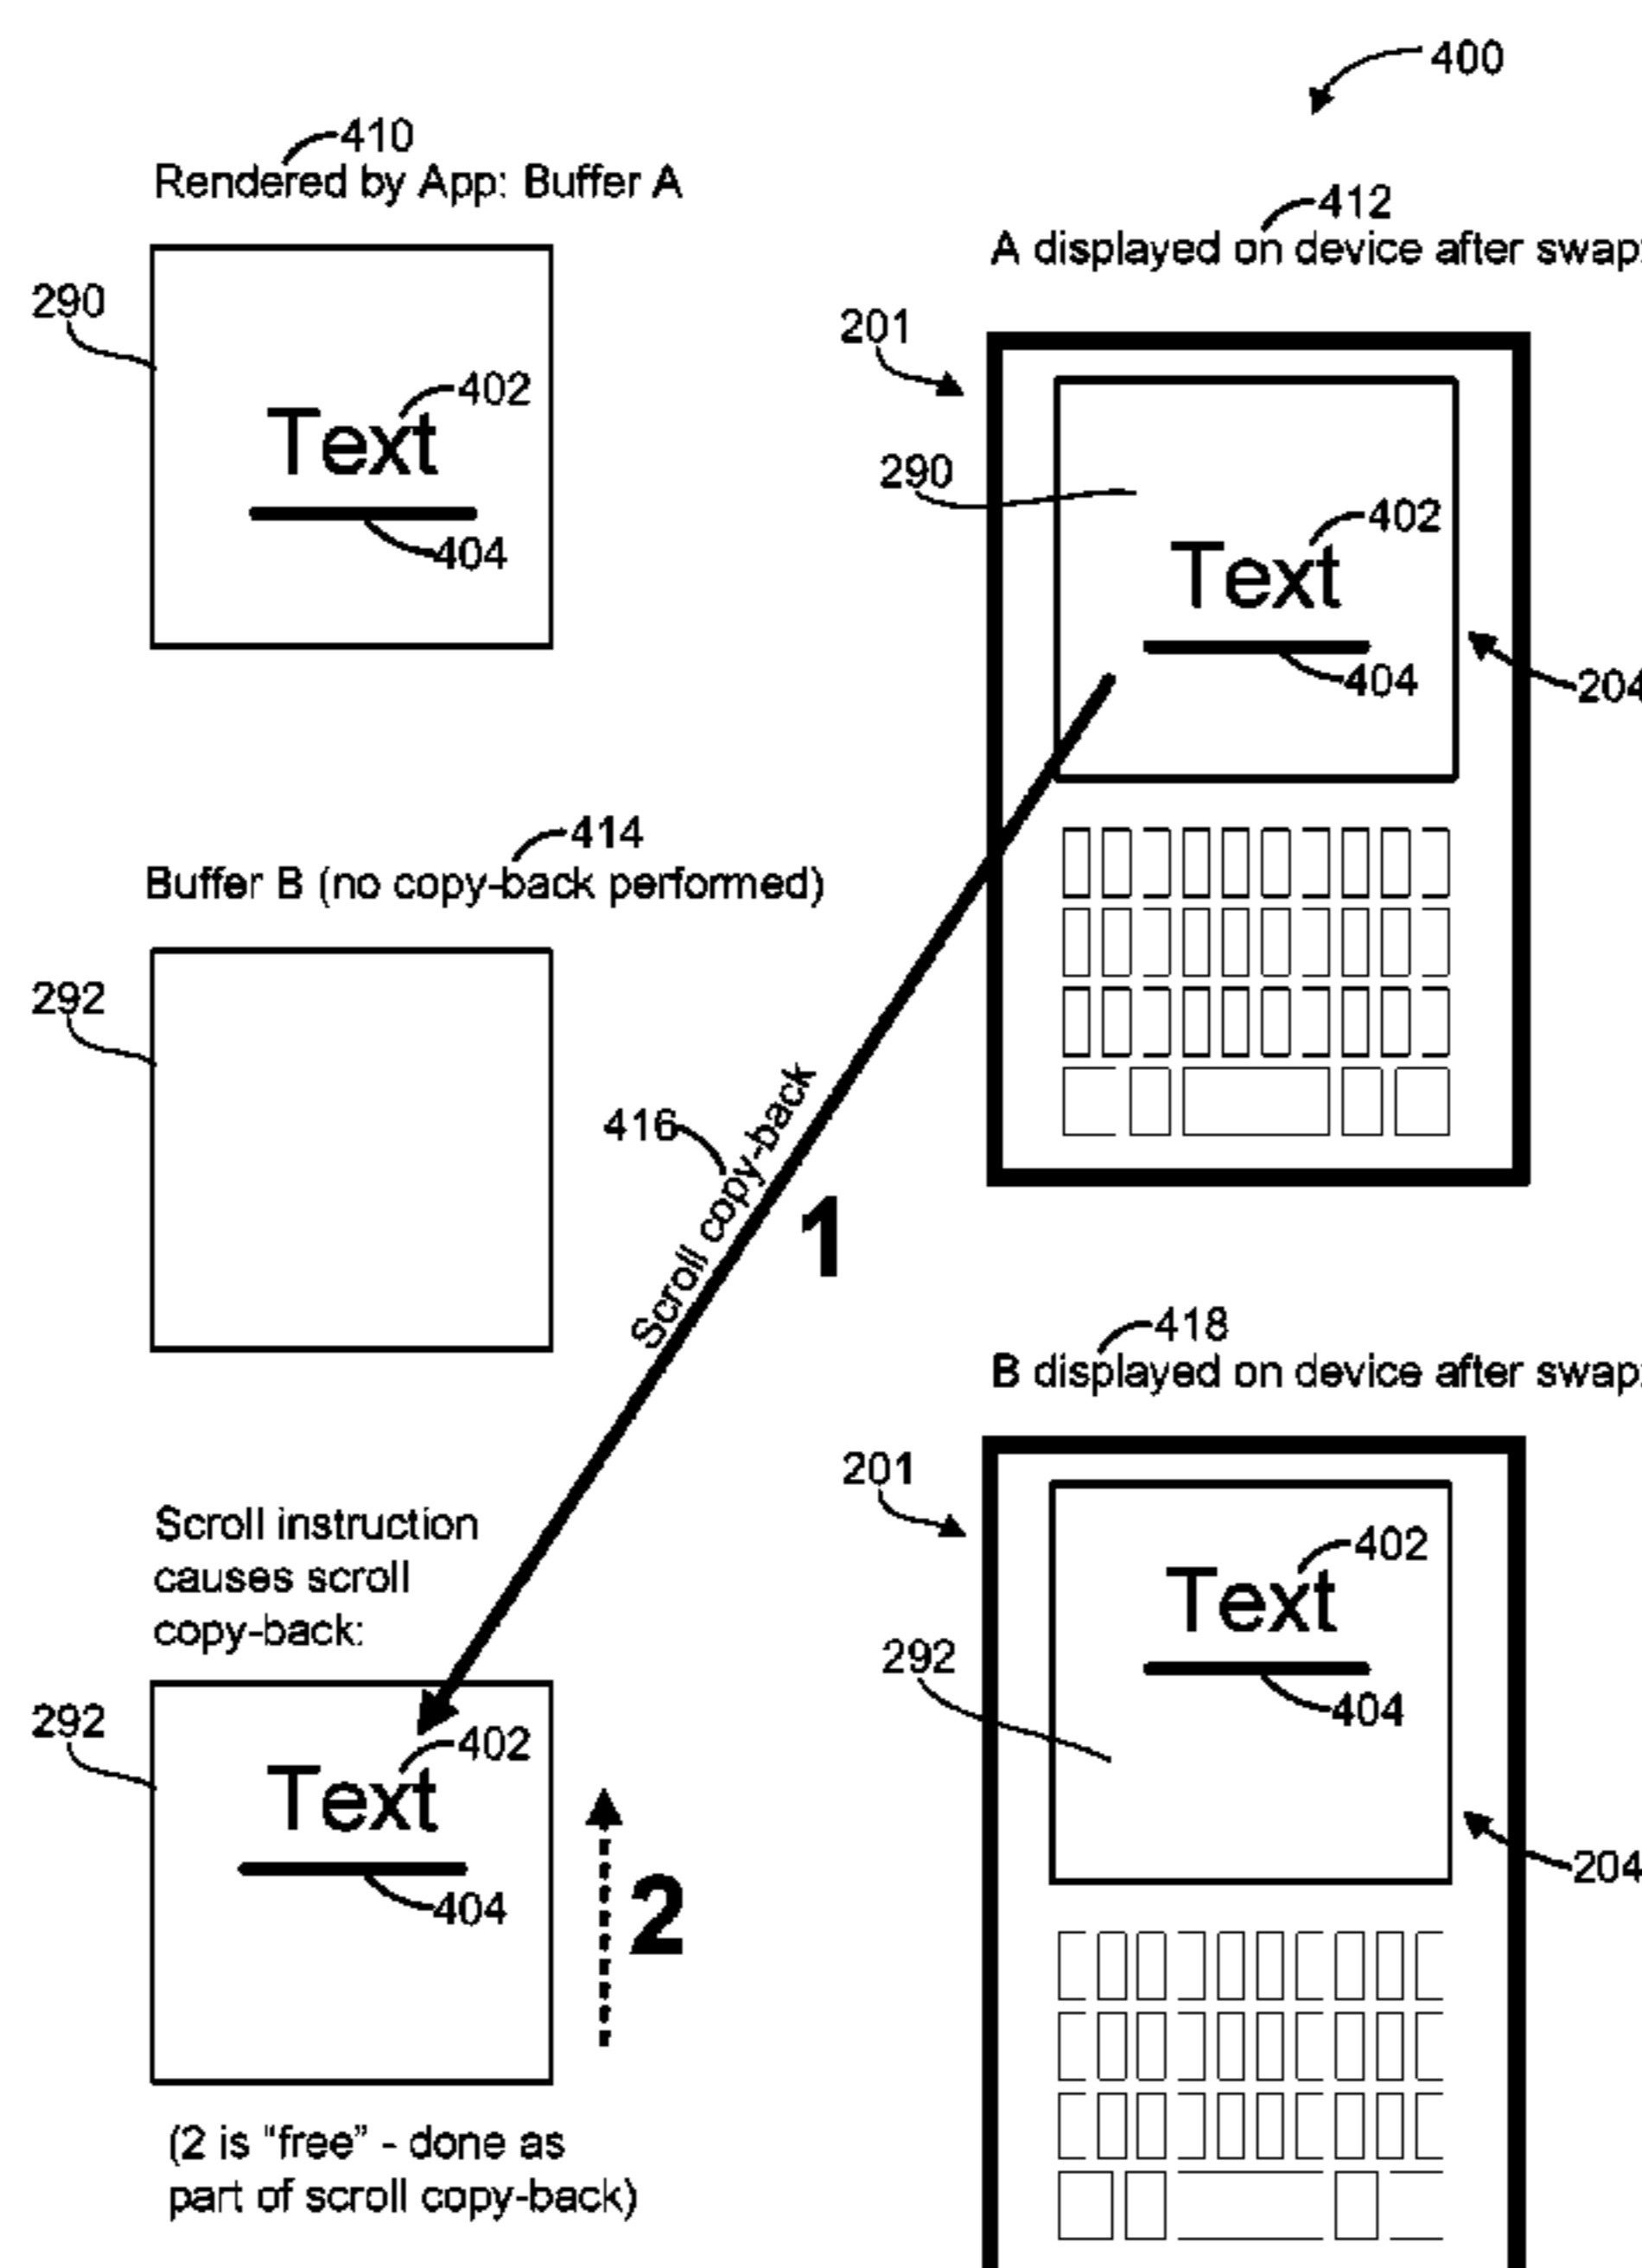 400
410
Rendered by App: Buffer A
412
A displayed on device after swap:
290
201
402
Text
404
290
402
Text
404
204
414
Buffer B (no copy-back performed)
292
416
Scroll copy-back
1
418
B displayed on device after swap:
201
Scroll instruction
causes scroll
copy-back:
402
Text
292
404
292
402
Text
404
2
204
(2 is “free” - done as
part of scroll copy-back)